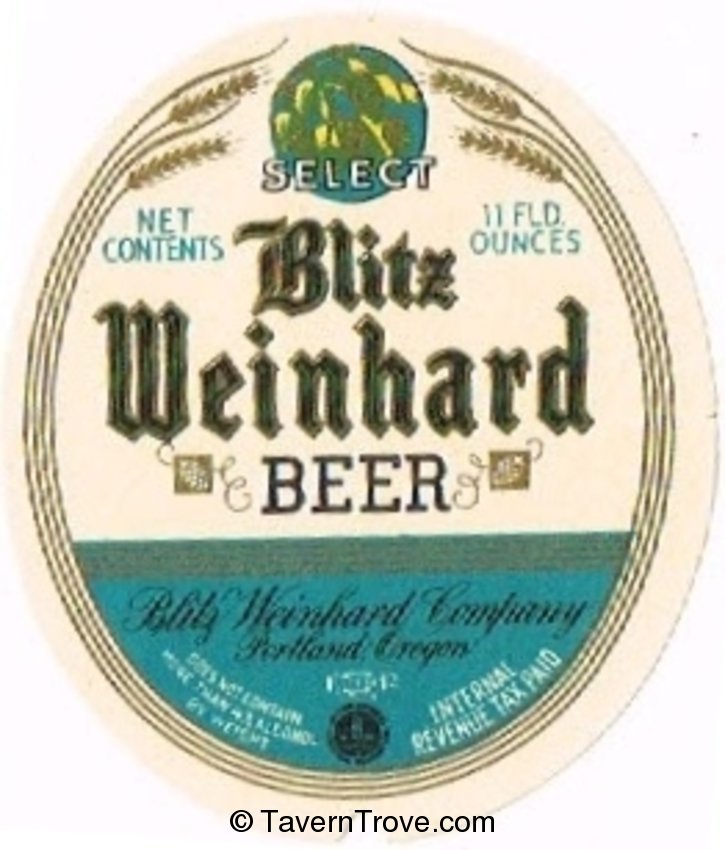 SELECT
NET
CONTENTS
11 FLD.
OUNCES
Blitz
Weinhard
BEER
Blitz Weinhard Company
Portland Oregon
DOES NOT CONTAIN
MORE THAN 4% ALCOHOL
BY WEIGHT
INTERNAL
REVENUE TAX PAID
© TavernTrove.com